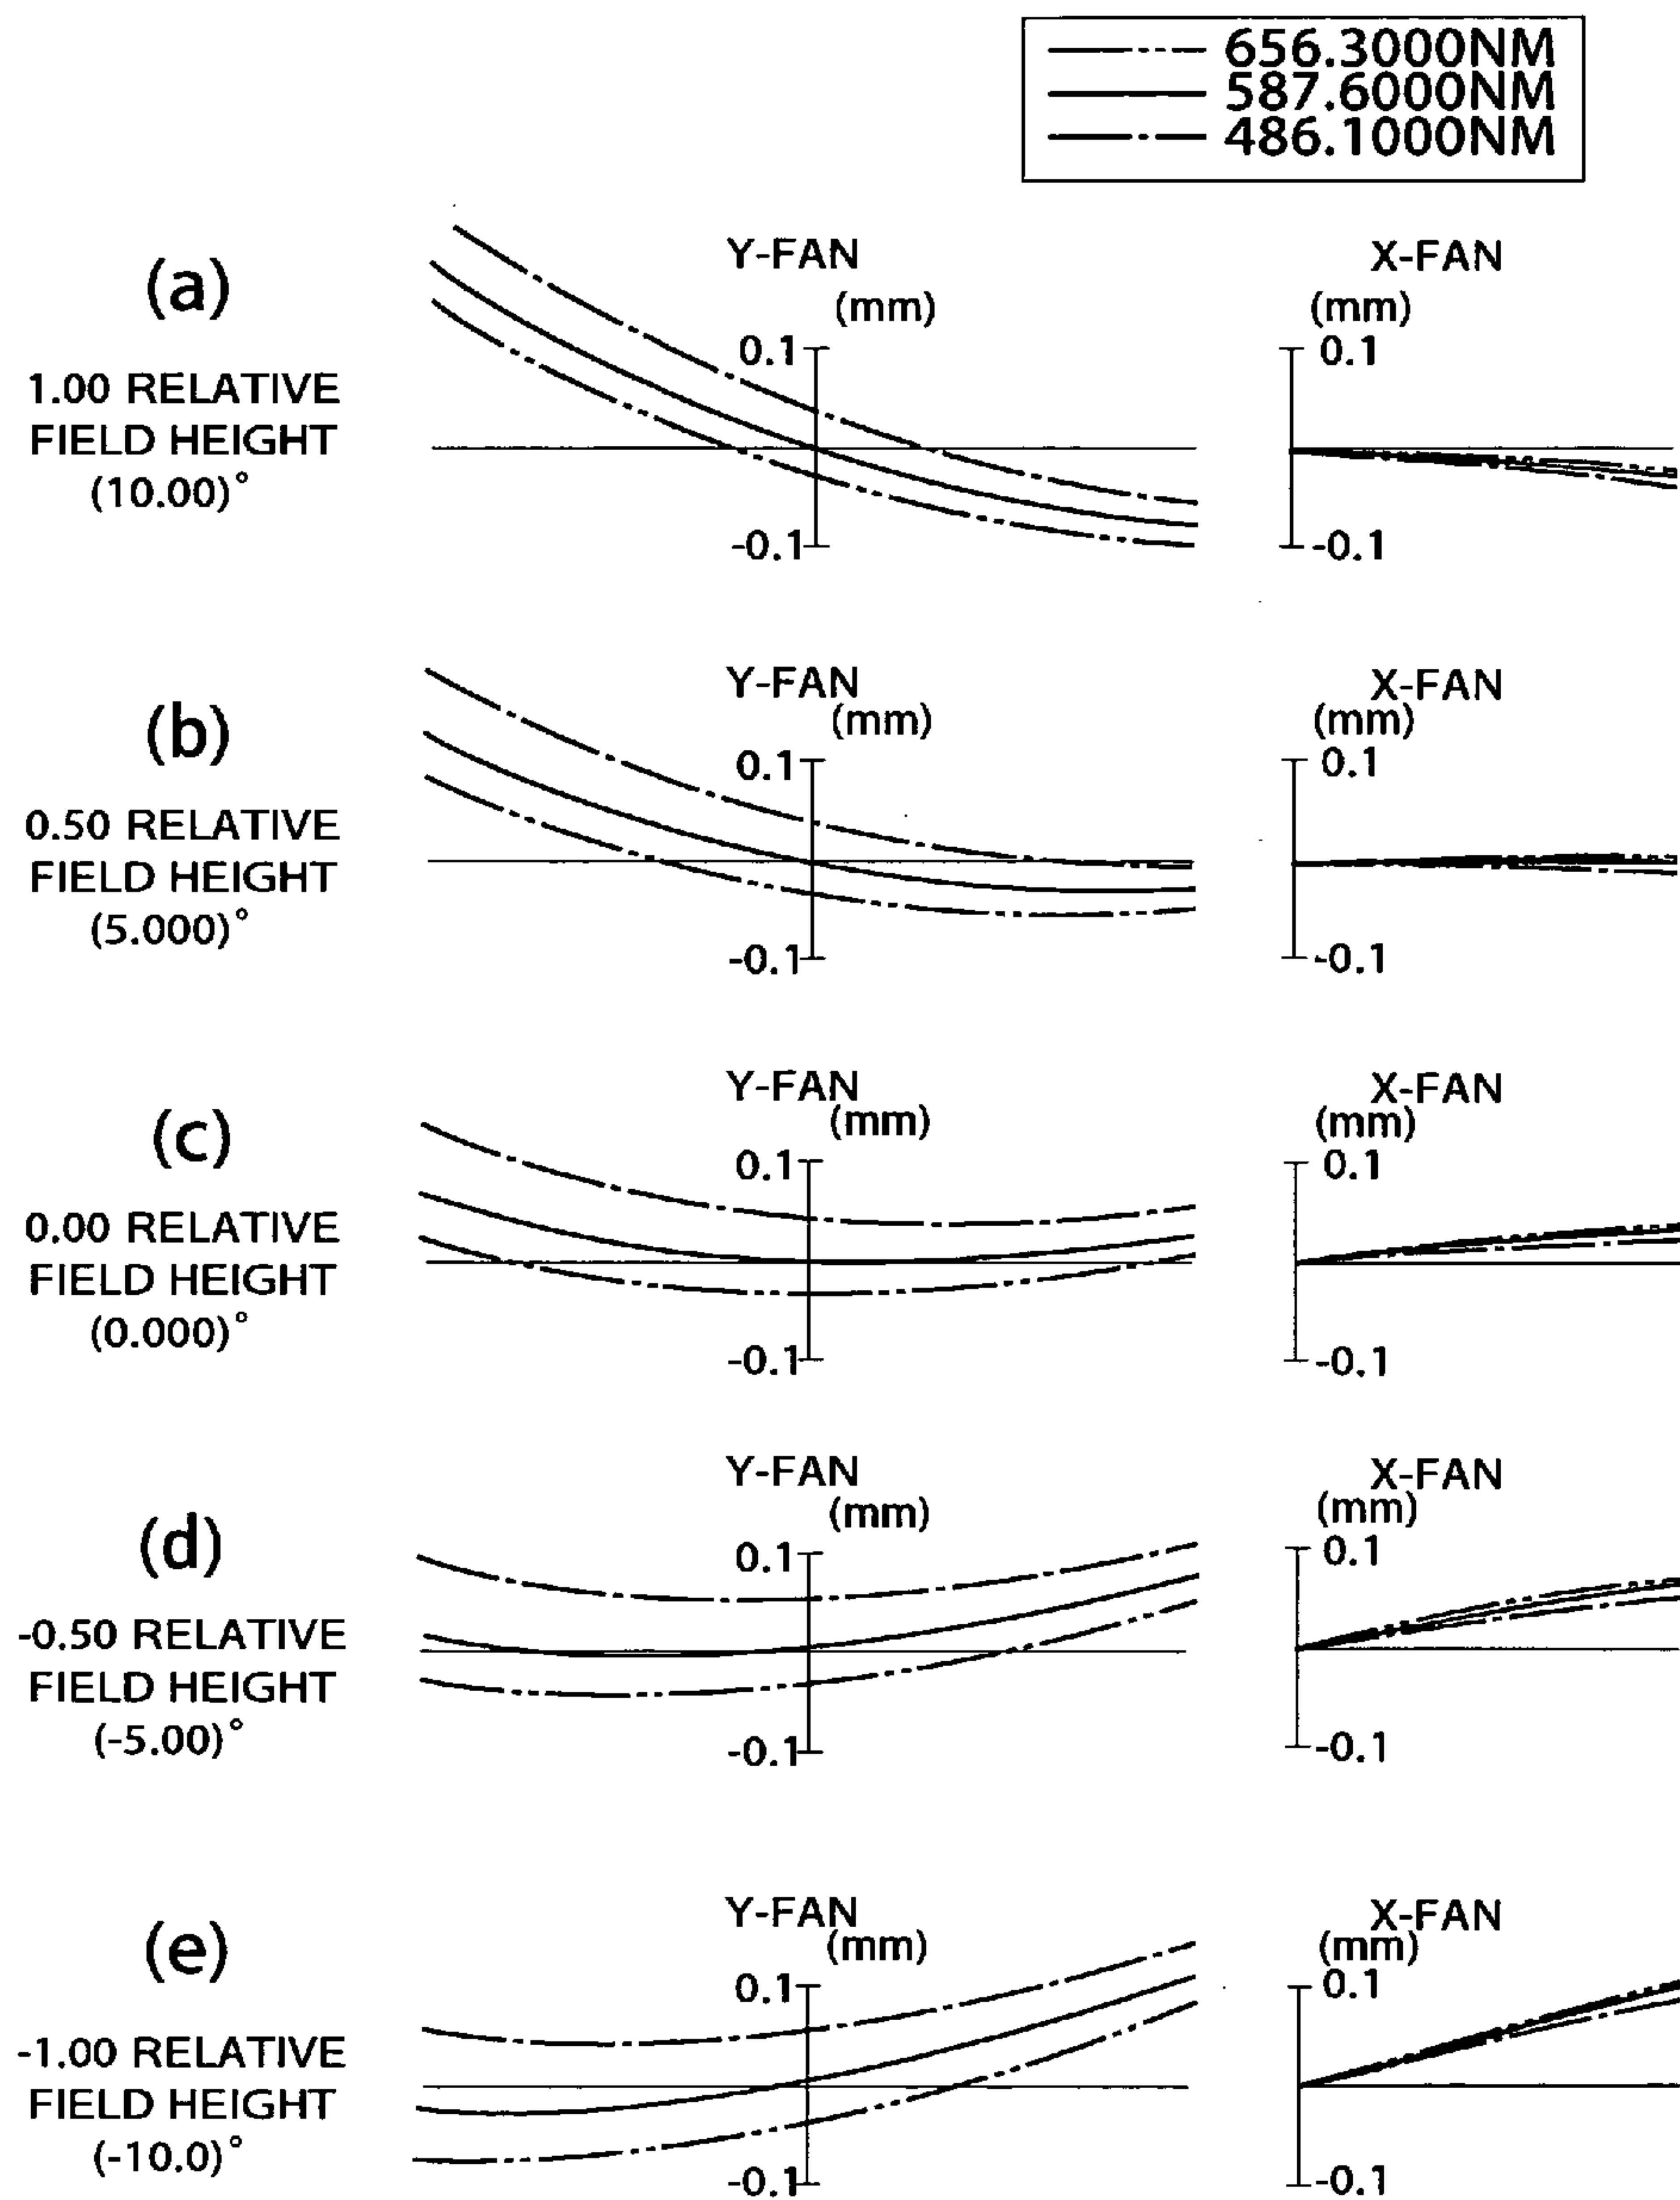 656.3000NM
587.6000NM
486.1000NM
(a)
1.00 RELATIVE
FIELD HEIGHT
(10.00)°
Y-FAN
(mm)
0.1
-0.1
X-FAN
(mm)
0.1
-0.1
(b)
0.50 RELATIVE
FIELD HEIGHT
(5.000)°
Y-FAN
(mm)
0.1
-0.1
X-FAN
(mm)
0.1
-0.1
(c)
0.00 RELATIVE
FIELD HEIGHT
(0.000)°
Y-FAN
(mm)
0.1
-0.1
X-FAN
(mm)
0.1
-0.1
(d)
-0.50 RELATIVE
FIELD HEIGHT
(-5.00)°
Y-FAN
(mm)
0.1
-0.1
X-FAN
(mm)
0.1
-0.1
(e)
-1.00 RELATIVE
FIELD HEIGHT
(-10.0)°
Y-FAN
(mm)
0.1
-0.1
X-FAN
(mm)
0.1
-0.1